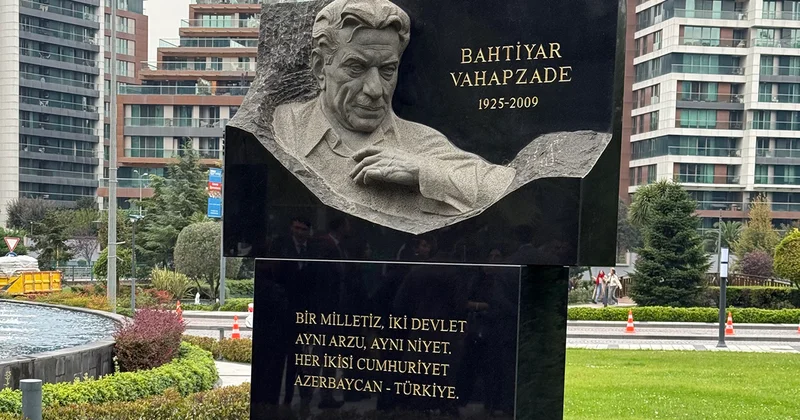 BAHTİYAR
VAHAPZADE
1925-2009
BİR MİLLETİZ, İKİ DEVLET
AYNI ARZU, AYNI NİYET.
HER İKİSİ CUMHURİYET
AZERBAYCAN - TÜRKİYE.